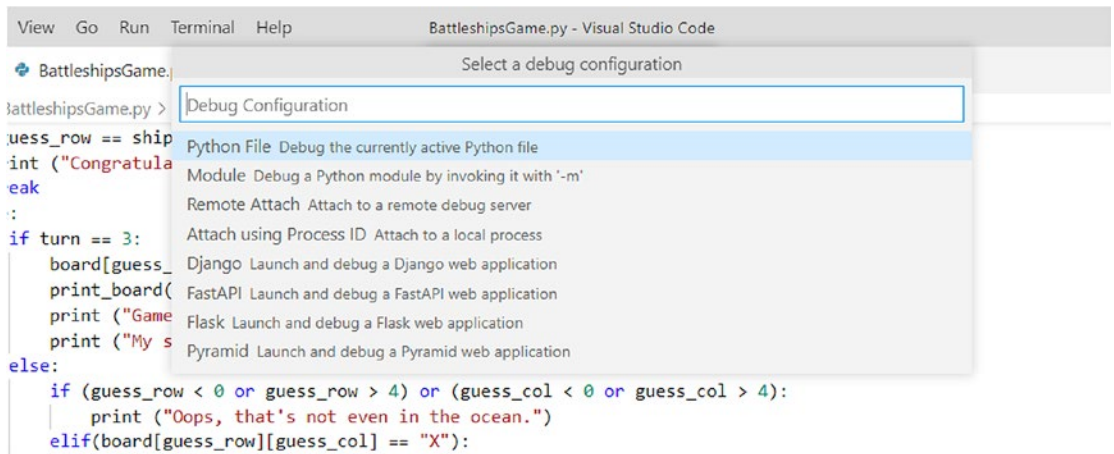 View Go Run Terminal Help BattleshipsGame.py - Visual Studio Code
Select a debug configuration
BattleshipsGame.
BattleshipsGame.py >
Debug Configuration
guess_row == ship
Python File Debug the currently active Python file
print ("Congratula
Module Debug a Python module by invoking it with '-m'
break
Remote Attach Attach to a remote debug server
:
Attach using Process ID Attach to a local process
if turn == 3:
board[guess_
Django Launch and debug a Django web application
print_board(
FastAPI Launch and debug a FastAPI web application
print ("Game
Flask Launch and debug a Flask web application
print ("My s
Pyramid Launch and debug a Pyramid web application
else:
if (guess_row < 0 or guess_row > 4) or (guess_col < 0 or guess_col > 4):
print ("Oops, that's not even in the ocean.")
elif(board[guess_row][guess_col] == "X"):